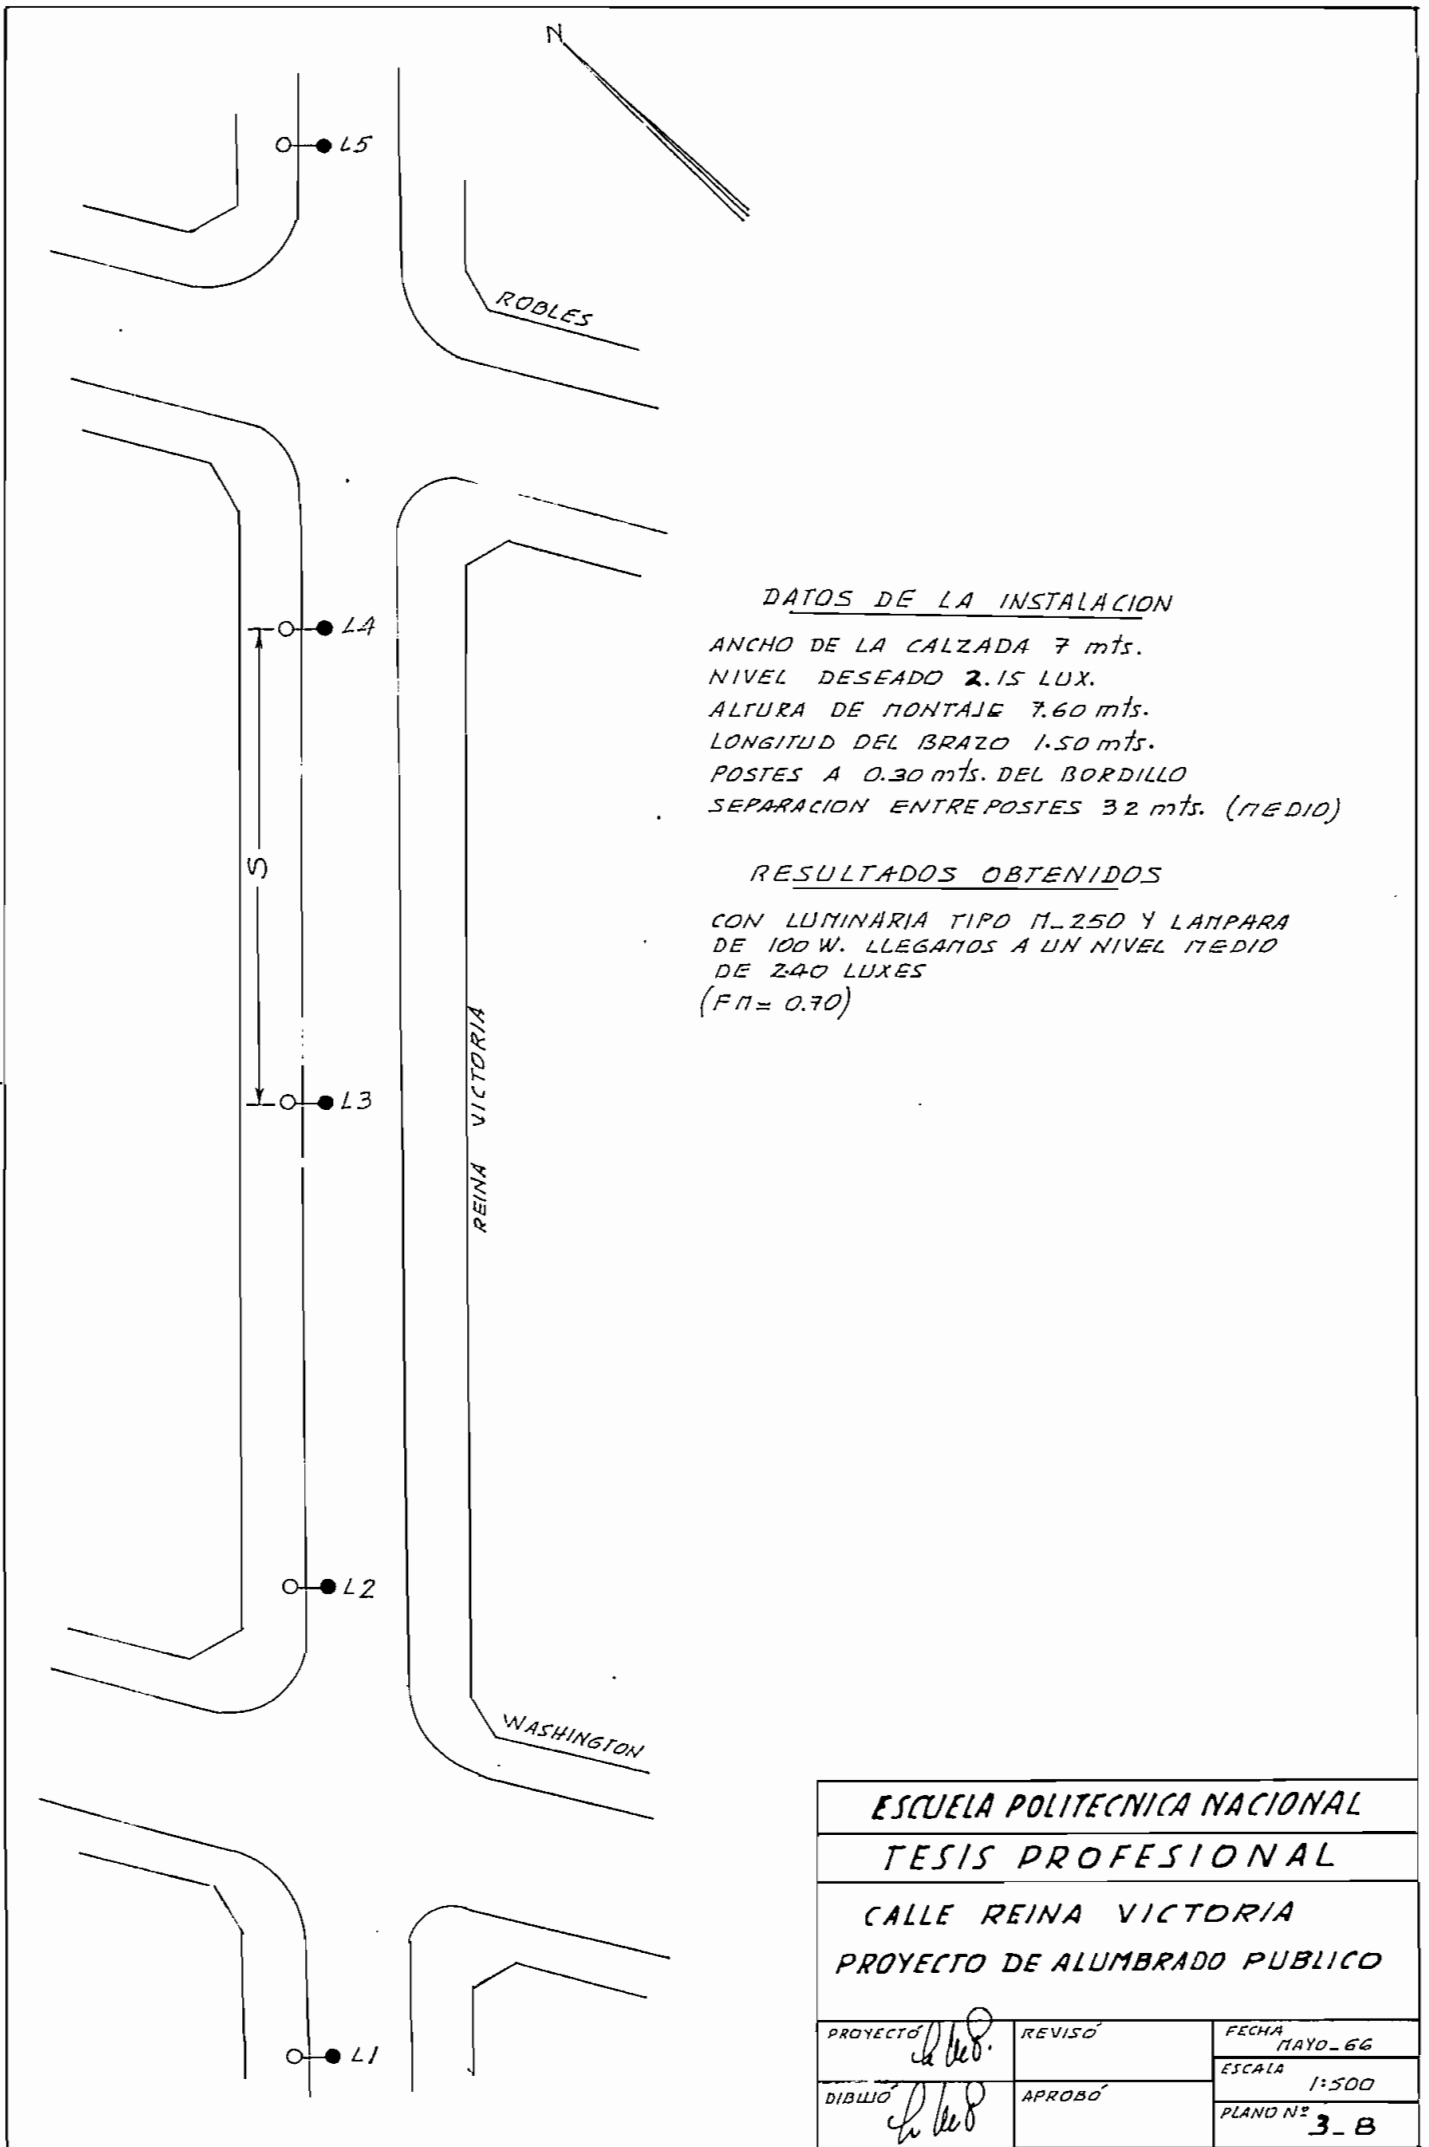 N
L5
ROBLES
L4
S
L3
REINA VICTORIA
L2
WASHINGTON
L1
DATOS DE LA INSTALACION
ANCHO DE LA CALZADA 7 mts.
NIVEL DESEADO 2.15 LUX.
ALTURA DE MONTAJE 7.60 mts.
LONGITUD DEL BRAZO 1.50 mts.
POSTES A 0.30 mts. DEL BORDILLO
SEPARACION ENTRE POSTES 32 mts. (MEDIO)
RESULTADOS OBTENIDOS
CON LUMINARIA TIPO M_250 Y LAMPARA
DE 100 W. LLEGAMOS A UN NIVEL MEDIO
DE 2.40 LUXES
(FM = 0.70)
ESCUELA POLITECNICA NACIONAL
TESIS PROFESIONAL
CALLE REINA VICTORIA
PROYECTO DE ALUMBRADO PUBLICO
PROYECTÓ
REVISÓ
FECHA
MAYO_66
ESCALA
1:500
DIBUJÓ
APROBÓ
PLANO Nº 3_B